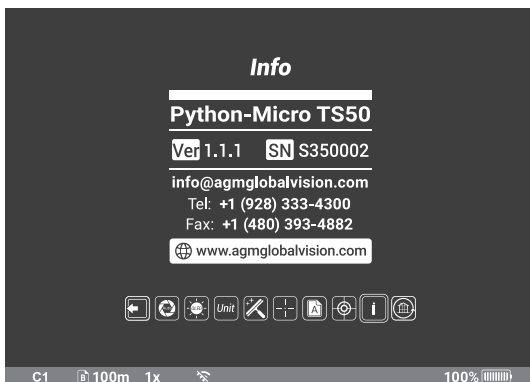 Info
Python-Micro TS50
Ver 1.1.1 SN S350002
info@agmglobalvision.com
Tel: +1 (928) 333-4300
Fax: +1 (480) 393-4882
www.agmglobalvision.com
Unit A i
C1 B 100m 1x 100%